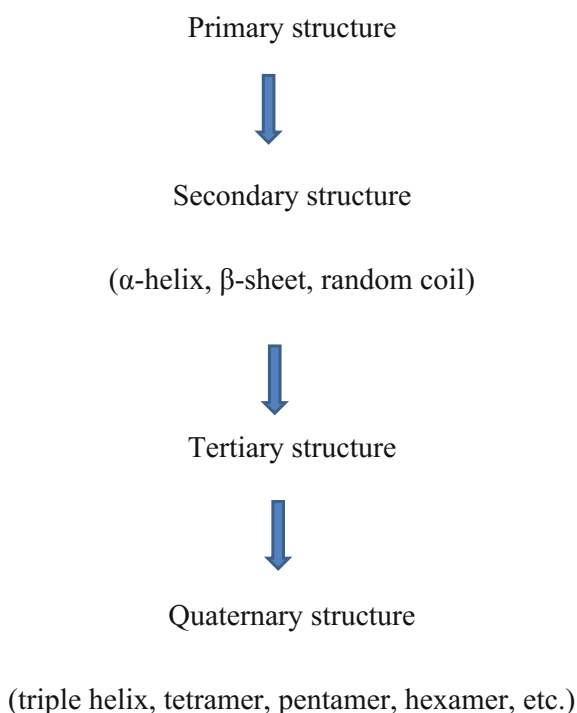 Primary structure
Secondary structure
(α-helix, β-sheet, random coil)
Tertiary structure
Quaternary structure
(triple helix, tetramer, pentamer, hexamer, etc.)